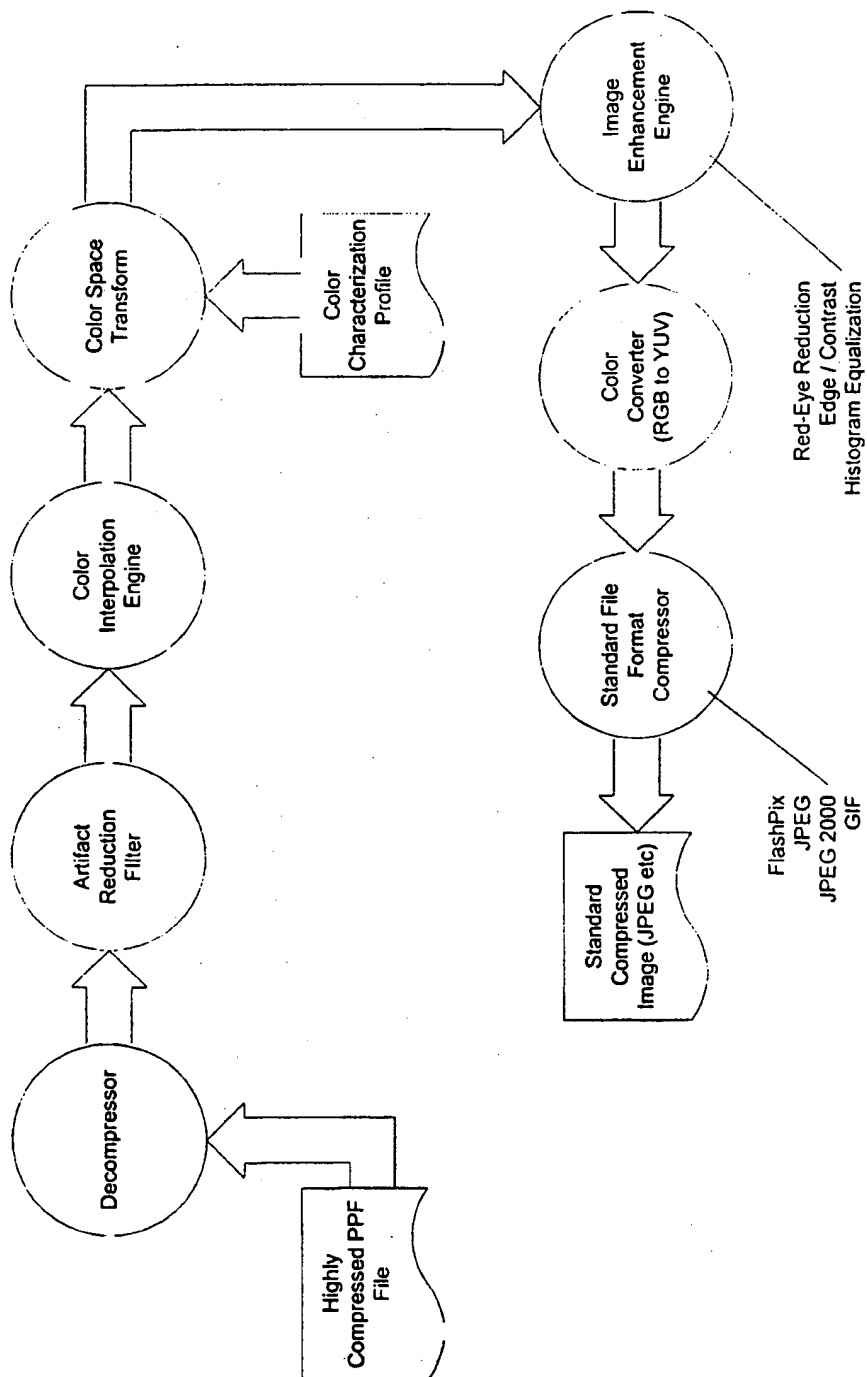 Highly
Compressed PPF
File
Decompressor
Artifact
Reduction
Filter
Color
Interpolation
Engine
Color Space
Transform
Color
Characterization
Profile
Image
Enhancement
Engine
Red-Eye Reduction
Edge / Contrast
Histogram Equalization
Color
Converter
(RGB to YUV)
Standard File
Format
Compressor
FlashPix
JPEG
JPEG 2000
GIF
Standard
Compressed
Image (JPEG etc)